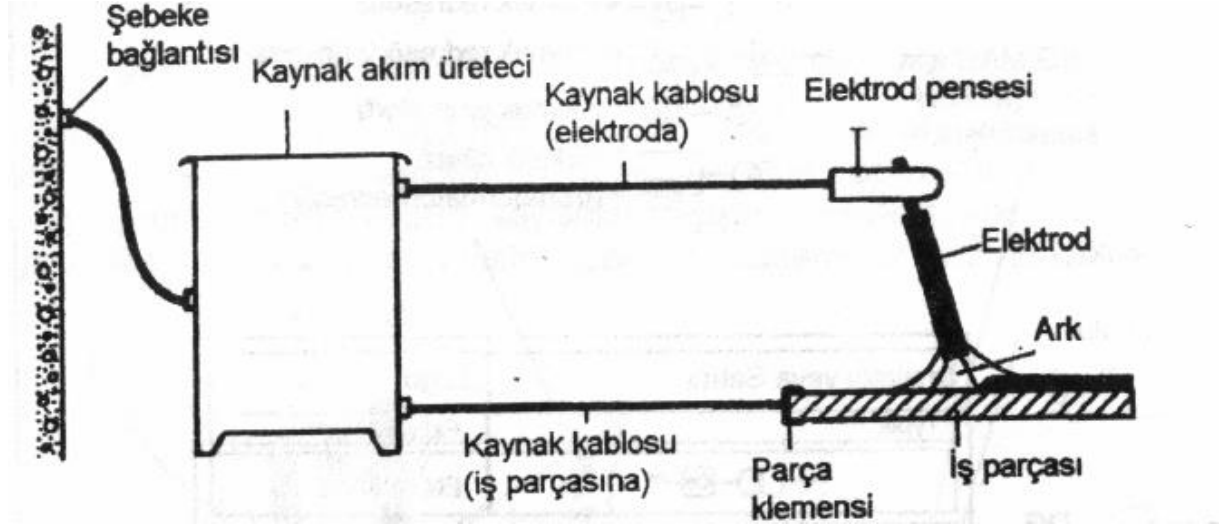 Şebeke
bağlantısı
Kaynak akım üreteci
Kaynak kablosu
(elektroda)
Elektrod pensesi
Elektrod
Ark
Kaynak kablosu
(iş parçasına)
Parça
klemensi
İş parçası